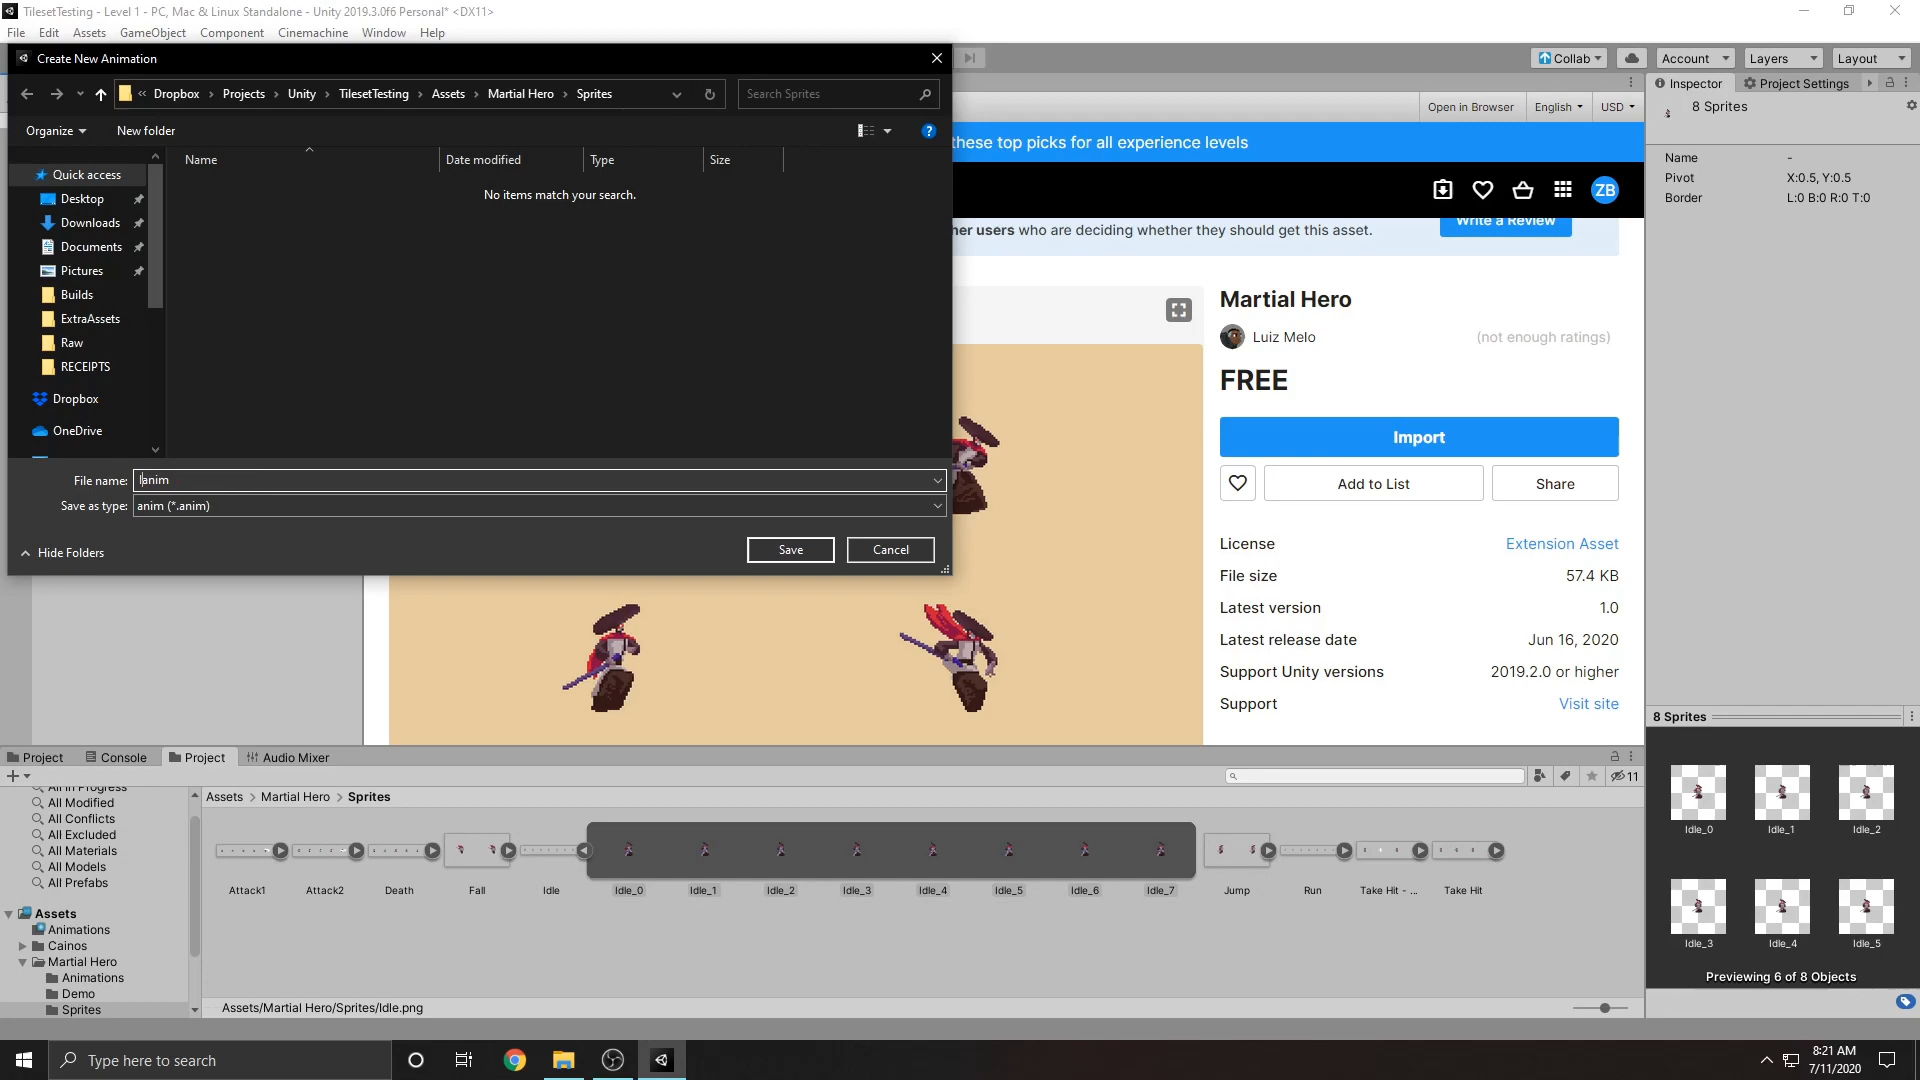 TilesetTesting - Level 1 - PC, Mac & Linux Standalone - Unity 2019.3.0f6 Personal* <DX11>
File Edit Assets GameObject Component Cinemachine Window Help
Create New Animation
Collab Account Layers Layout
« Dropbox > Projects > Unity > TilesetTesting > Assets > Martial Hero > Sprites
Search Sprites
Inspector Project Settings
8 Sprites
Open in Browser English USD
Organize New folder
these top picks for all experience levels
Name Date modified Type Size
No items match your search.
Name -
Pivot X:0.5, Y:0.5
Border L:0 B:0 R:0 T:0
Quick access
Desktop
Downloads
Documents
Pictures
Builds
ExtraAssets
Raw
RECEIPTS
Dropbox
OneDrive
ZB
Write a Review
her users who are deciding whether they should get this asset.
Martial Hero
Luiz Melo (not enough ratings)
FREE
Import
Add to List Share
File name: .anim
Save as type: anim (*.anim)
Hide Folders Save Cancel
License Extension Asset
File size 57.4 KB
Latest version 1.0
Latest release date Jun 16, 2020
Support Unity versions 2019.2.0 or higher
Support Visit site
8 Sprites
Project Console Project Audio Mixer
11
All In Progress
All Modified
All Conflicts
All Excluded
All Materials
All Models
All Prefabs
Assets
Animations
Cainos
Martial Hero
Animations
Demo
Sprites
Assets > Martial Hero > Sprites
Attack1 Attack2 Death Fall Idle Idle_0 Idle_1 Idle_2 Idle_3 Idle_4 Idle_5 Idle_6 Idle_7 Jump Run Take Hit - ... Take Hit
Assets/Martial Hero/Sprites/Idle.png
Idle_0 Idle_1 Idle_2
Idle_3 Idle_4 Idle_5
Previewing 6 of 8 Objects
Type here to search
8:21 AM
7/11/2020